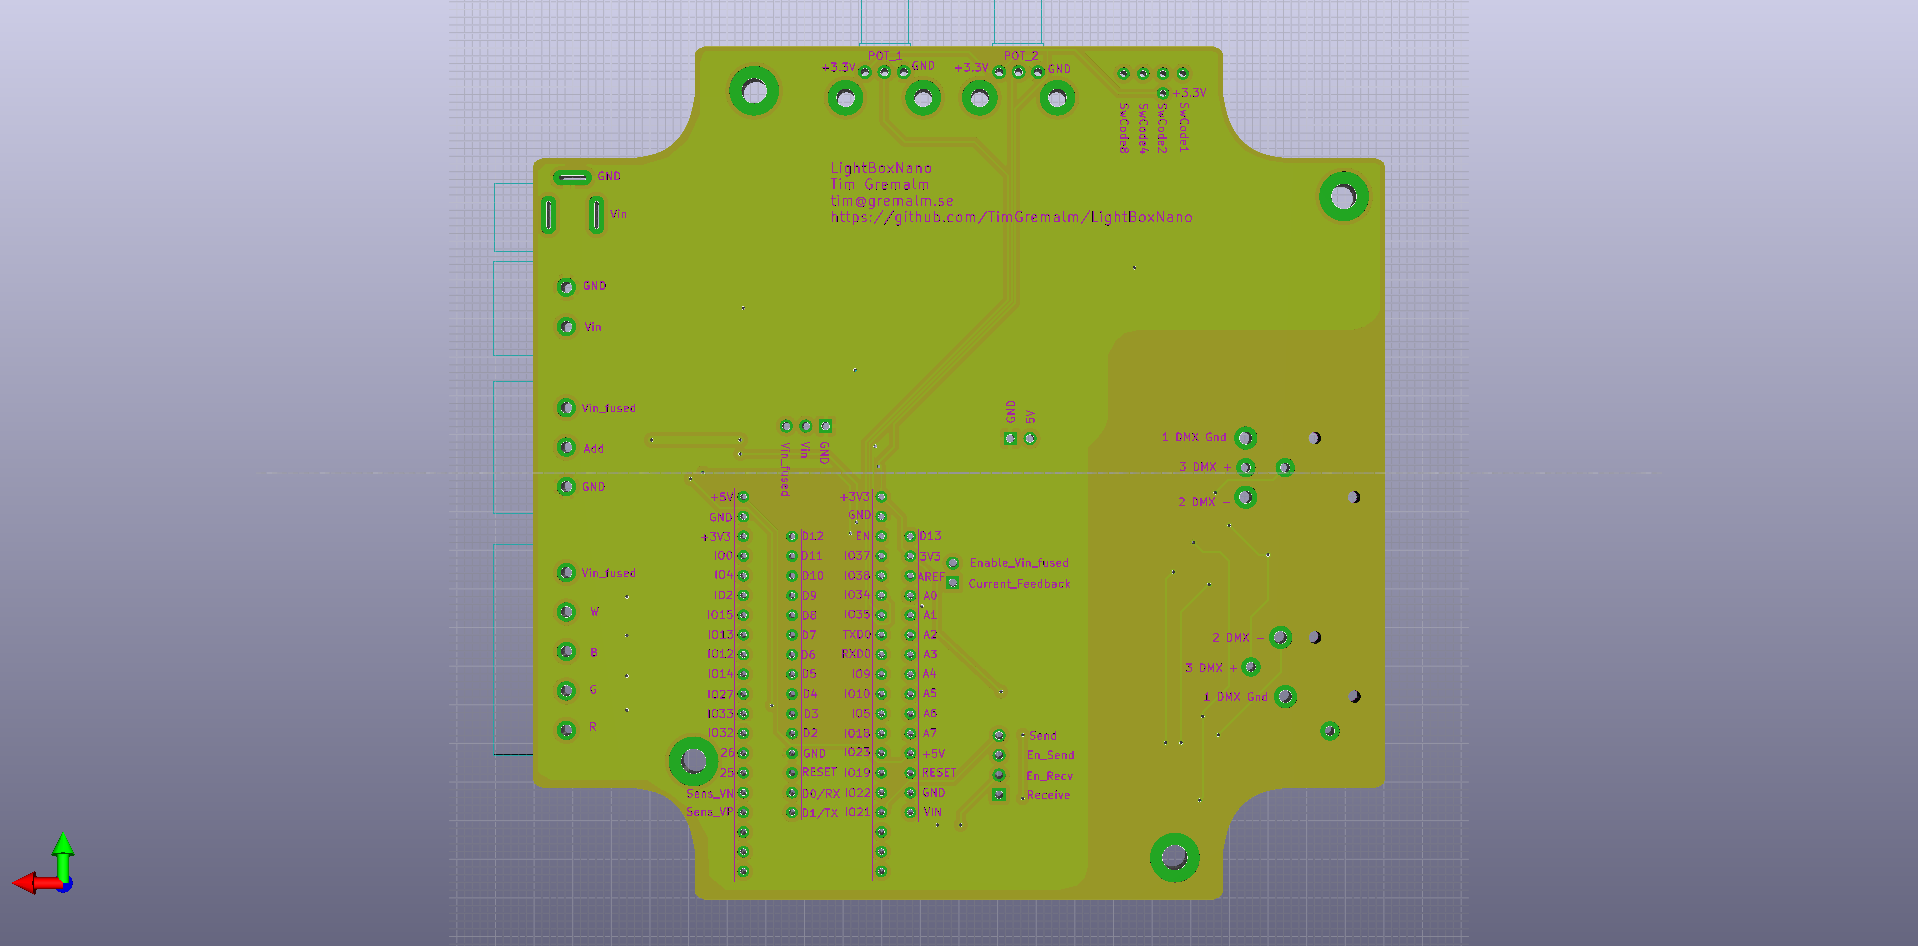 POT_1
+3.3V
GND
POT_2
+3.3V
GND
+3.3V
SwCode8
SwCode4
SwCode2
SwCode1
LightBoxNano
Tim Gremalm
tim@gremalm.se
https://github.com/TimGremalm/LightBoxNano
GND
Vin
GND
Vin
Vin_fused
Add
GND
Vin_fused
W
B
G
R
Vin_fused
Vin
GND
GND
5V
1 DMX Gnd
3 DMX +
2 DMX -
2 DMX -
3 DMX +
1 DMX Gnd
+5V
GND
+3V3
IO0
IO4
IO2
IO15
IO13
IO12
IO14
IO27
IO33
IO32
26
25
Sens_VN
Sens_VP
D12
D11
D10
D9
D8
D7
D6
D5
D4
D3
D2
GND
RESET
D0/RX
D1/TX
+3V3
GND
EN
IO37
IO38
IO34
IO35
TXD0
RXD0
IO9
IO10
IO5
IO18
IO23
IO19
IO22
IO21
D13
3V3
AREF
A0
A1
A2
A3
A4
A5
A6
A7
+5V
RESET
GND
VIN
Enable_Vin_fused
Current_Feedback
Send
En_Send
En_Recv
Receive